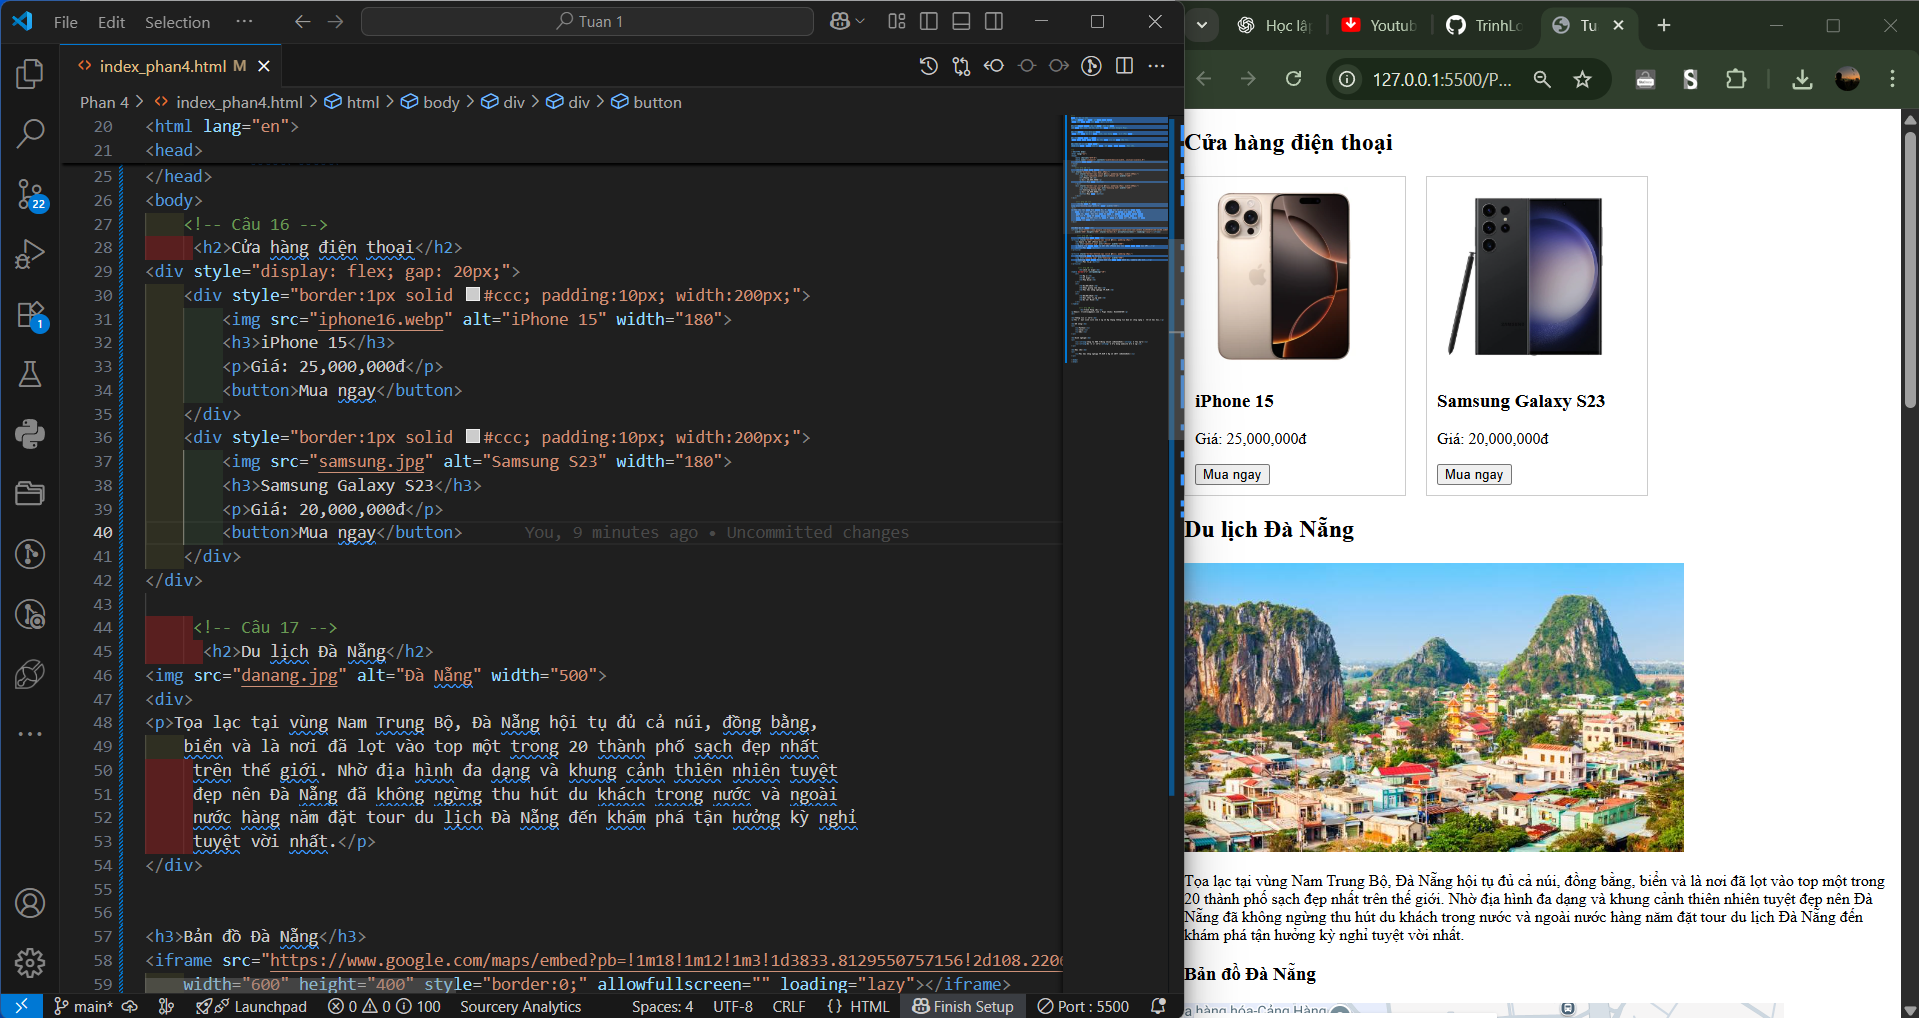 File Edit Selection ··· Tuan 1
index_phan4.html M
Phan 4 > index_phan4.html > html > body > div > div > button
20 <html lang="en">
21 <head>
25 </head>
26 <body>
27 <!-- Câu 16 -->
28 <h2>Cửa hàng điện thoại</h2>
29 <div style="display: flex; gap: 20px;">
30 <div style="border:1px solid #ccc; padding:10px; width:200px;">
31 <img src="iphone16.webp" alt="iPhone 15" width="180">
32 <h3>iPhone 15</h3>
33 <p>Giá: 25,000,000đ</p>
34 <button>Mua ngay</button>
35 </div>
36 <div style="border:1px solid #ccc; padding:10px; width:200px;">
37 <img src="samsung.jpg" alt="Samsung S23" width="180">
38 <h3>Samsung Galaxy S23</h3>
39 <p>Giá: 20,000,000đ</p>
40 <button>Mua ngay</button> You, 9 minutes ago • Uncommitted changes
41 </div>
42 </div>
43
44 <!-- Câu 17 -->
45 <h2>Du lịch Đà Nẵng</h2>
46 <img src="danang.jpg" alt="Đà Nẵng" width="500">
47 <div>
48 <p>Tọa lạc tại vùng Nam Trung Bộ, Đà Nẵng hội tụ đủ cả núi, đồng bằng,
49 biển và là nơi đã lọt vào top một trong 20 thành phố sạch đẹp nhất
50 trên thế giới. Nhờ địa hình đa dạng và khung cảnh thiên nhiên tuyệt
51 đẹp nên Đà Nẵng đã không ngừng thu hút du khách trong nước và ngoài
52 nước hàng năm đặt tour du lịch Đà Nẵng đến khám phá tận hưởng kỳ nghỉ
53 tuyệt vời nhất.</p>
54 </div>
55
56
57 <h3>Bản đồ Đà Nẵng</h3>
58 <iframe src="https://www.google.com/maps/embed?pb=!1m18!1m12!1m3!1d3833.8129550757156!2d108.220
59 width="600" height="400" style="border:0;" allowfullscreen="" loading="lazy"></iframe>
22
1
main* Launchpad 0 0 100 Sourcery Analytics Spaces: 4 UTF-8 CRLF {} HTML Finish Setup Port : 5500
Học lậ Youtub TrinhLo Tu
127.0.0.1:5500/P...
Cửa hàng điện thoại
iPhone 15 Samsung Galaxy S23
Giá: 25,000,000đ Giá: 20,000,000đ
Mua ngay Mua ngay
Du lịch Đà Nẵng
Tọa lạc tại vùng Nam Trung Bộ, Đà Nẵng hội tụ đủ cả núi, đồng bằng, biển và là nơi đã lọt vào top một trong
20 thành phố sạch đẹp nhất trên thế giới. Nhờ địa hình đa dạng và khung cảnh thiên nhiên tuyệt đẹp nên Đà
Nẵng đã không ngừng thu hút du khách trong nước và ngoài nước hàng năm đặt tour du lịch Đà Nẵng đến
khám phá tận hưởng kỳ nghỉ tuyệt vời nhất.
Bản đồ Đà Nẵng